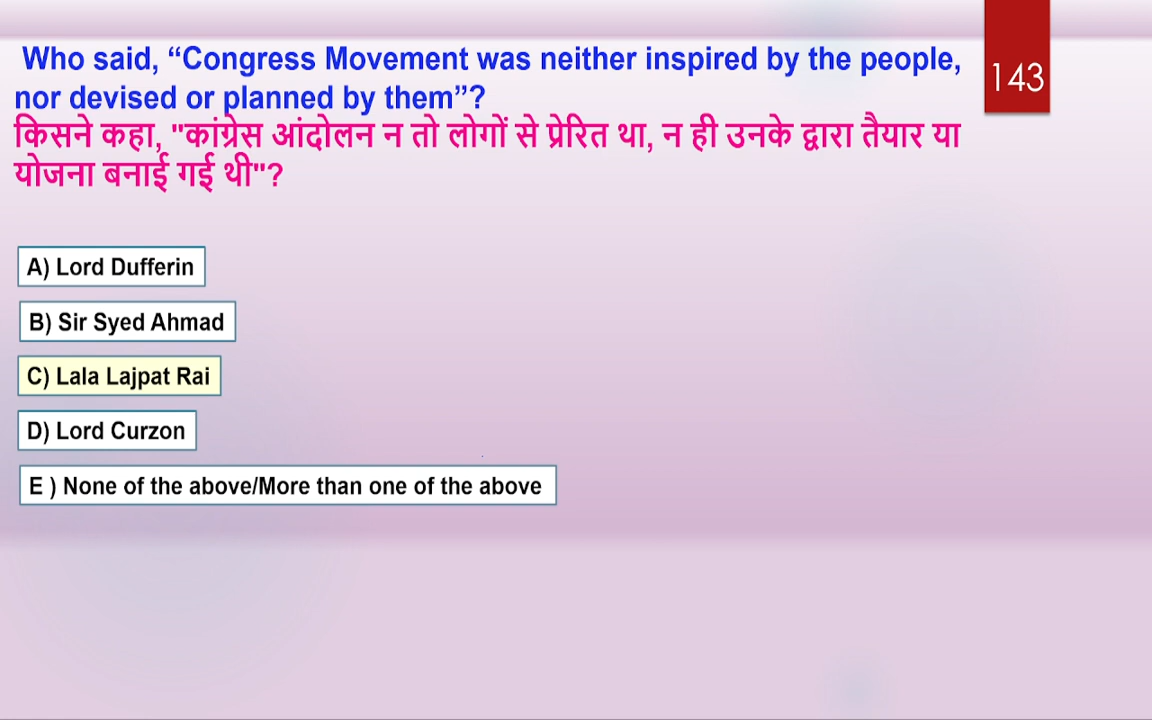 Who said, “Congress Movement was neither inspired by the people,
nor devised or planned by them”?
किसने कहा, "कांग्रेस आंदोलन न तो लोगों से प्रेरित था, न ही उनके द्वारा तैयार या
योजना बनाई गई थी"?
143
A) Lord Dufferin
B) Sir Syed Ahmad
C) Lala Lajpat Rai
D) Lord Curzon
E ) None of the above/More than one of the above